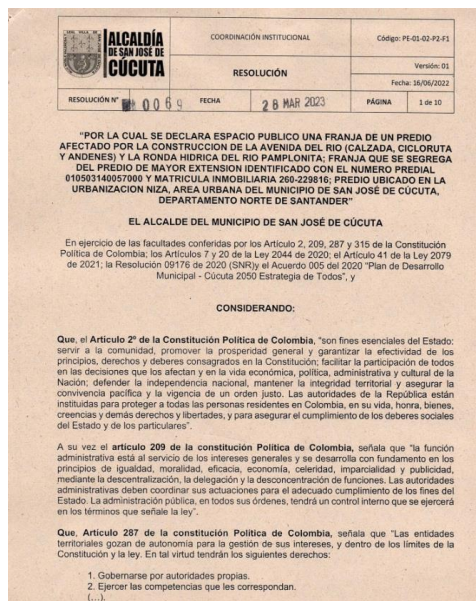 ALCALDÍA
DE SAN JOSÉ DE
CÚCUTA
COORDINACIÓN INSTITUCIONAL
Código: PE-01-02-P2-F1
RESOLUCIÓN
Versión: 01
Fecha: 16/06/2022
RESOLUCIÓN N° 0069 FECHA 28 MAR 2023 PÁGINA 1 de 10
“POR LA CUAL SE DECLARA ESPACIO PUBLICO UNA FRANJA DE UN PREDIO
AFECTADO POR LA CONSTRUCCION DE LA AVENIDA DEL RIO (CALZADA, CICLORUTA
Y ANDENES) Y LA RONDA HIDRICA DEL RIO PAMPLONITA; FRANJA QUE SE SEGREGA
DEL PREDIO DE MAYOR EXTENSION IDENTIFICADO CON EL NUMERO PREDIAL
010503140057000 Y MATRICULA INMOBILIARIA 260-229816; PREDIO UBICADO EN LA
URBANIZACION NIZA, AREA URBANA DEL MUNICIPIO DE SAN JOSÉ DE CÚCUTA,
DEPARTAMENTO NORTE DE SANTANDER”
EL ALCALDE DEL MUNICIPIO DE SAN JOSÉ DE CÚCUTA
En ejercicio de las facultades conferidas por los Artículo 2, 209, 287 y 315 de la Constitución
Política de Colombia; los Artículos 7 y 20 de la Ley 2044 de 2020; el Artículo 41 de la Ley 2079
de 2021; la Resolución 09176 de 2020 (SNR)y el Acuerdo 005 del 2020 “Plan de Desarrollo
Municipal - Cúcuta 2050 Estrategia de Todos”, y
CONSIDERANDO:
Que, el Artículo 2º de la Constitución Política de Colombia, “son fines esenciales del Estado:
servir a la comunidad, promover la prosperidad general y garantizar la efectividad de los
principios, derechos y deberes consagrados en la Constitución; facilitar la participación de todos
en las decisiones que los afectan y en la vida económica, política, administrativa y cultural de la
Nación; defender la independencia nacional, mantener la integridad territorial y asegurar la
convivencia pacífica y la vigencia de un orden justo. Las autoridades de la República están
instituidas para proteger a todas las personas residentes en Colombia, en su vida, honra, bienes,
creencias y demás derechos y libertades, y para asegurar el cumplimiento de los deberes sociales
del Estado y de los particulares”.
A su vez el artículo 209 de la constitución Política de Colombia, señala que “la función
administrativa está al servicio de los intereses generales y se desarrolla con fundamento en los
principios de igualdad, moralidad, eficacia, economía, celeridad, imparcialidad y publicidad,
mediante la descentralización, la delegación y la desconcentración de funciones. Las autoridades
administrativas deben coordinar sus actuaciones para el adecuado cumplimiento de los fines del
Estado. La administración pública, en todos sus órdenes, tendrá un control interno que se ejercerá
en los términos que señale la ley”.
Que, Artículo 287 de la constitución Política de Colombia, señala que “Las entidades
territoriales gozan de autonomía para la gestión de sus intereses, y dentro de los límites de la
Constitución y la ley. En tal virtud tendrán los siguientes derechos:
1. Gobernarse por autoridades propias.
2. Ejercer las competencias que les correspondan.
(...).